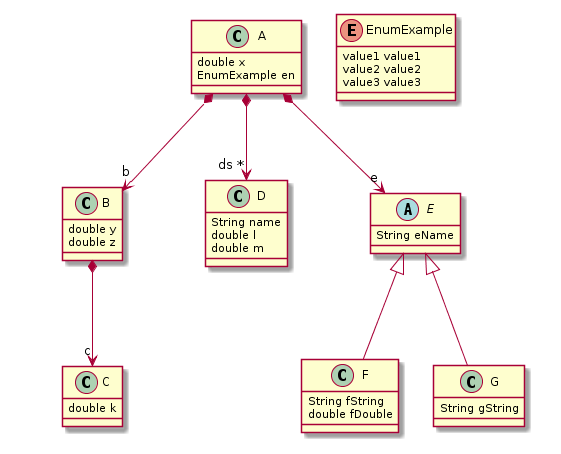 C A
double x
EnumExample en
E EnumExample
value1 value1
value2 value2
value3 value3
b
ds *
e
C B
double y
double z
C D
String name
double l
double m
A E
String eName
c
C C
double k
C F
String fString
double fDouble
C G
String gString